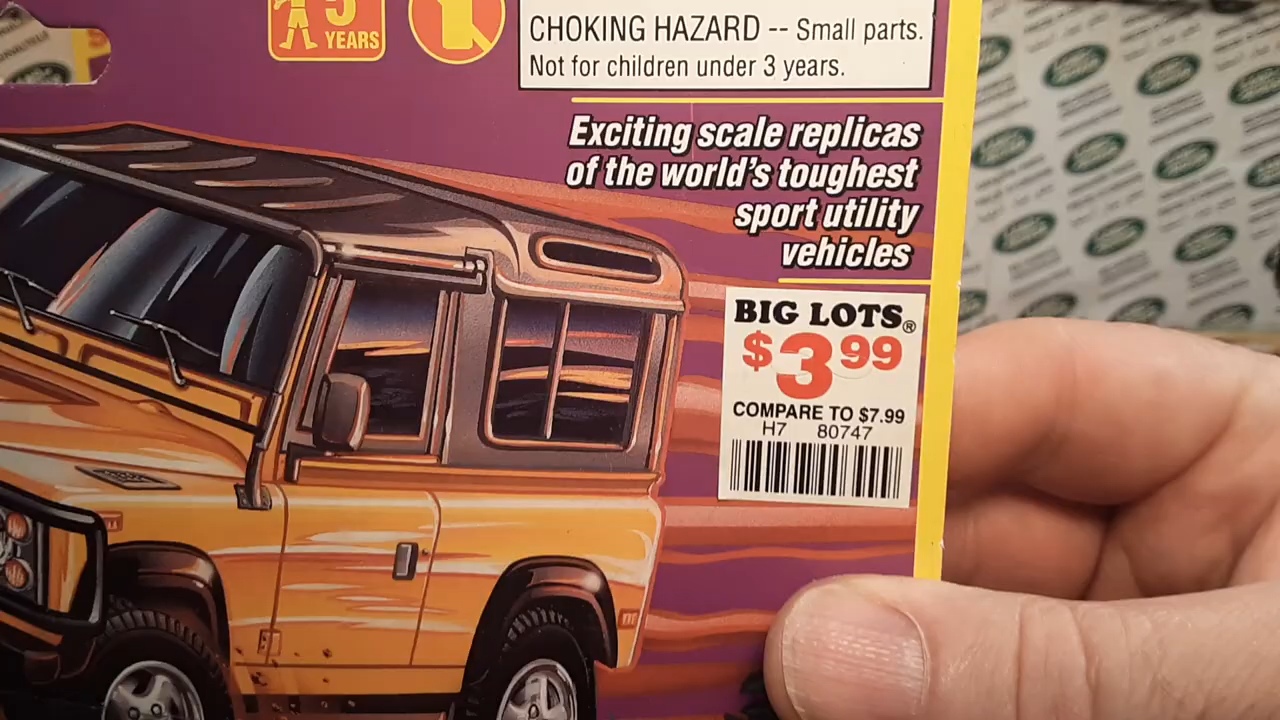 5
YEARS
CHOKING HAZARD -- Small parts.
Not for children under 3 years.
Exciting scale replicas
of the world's toughest
sport utility
vehicles
BIG LOTS®
$3 99
COMPARE TO $7.99
H7 80747